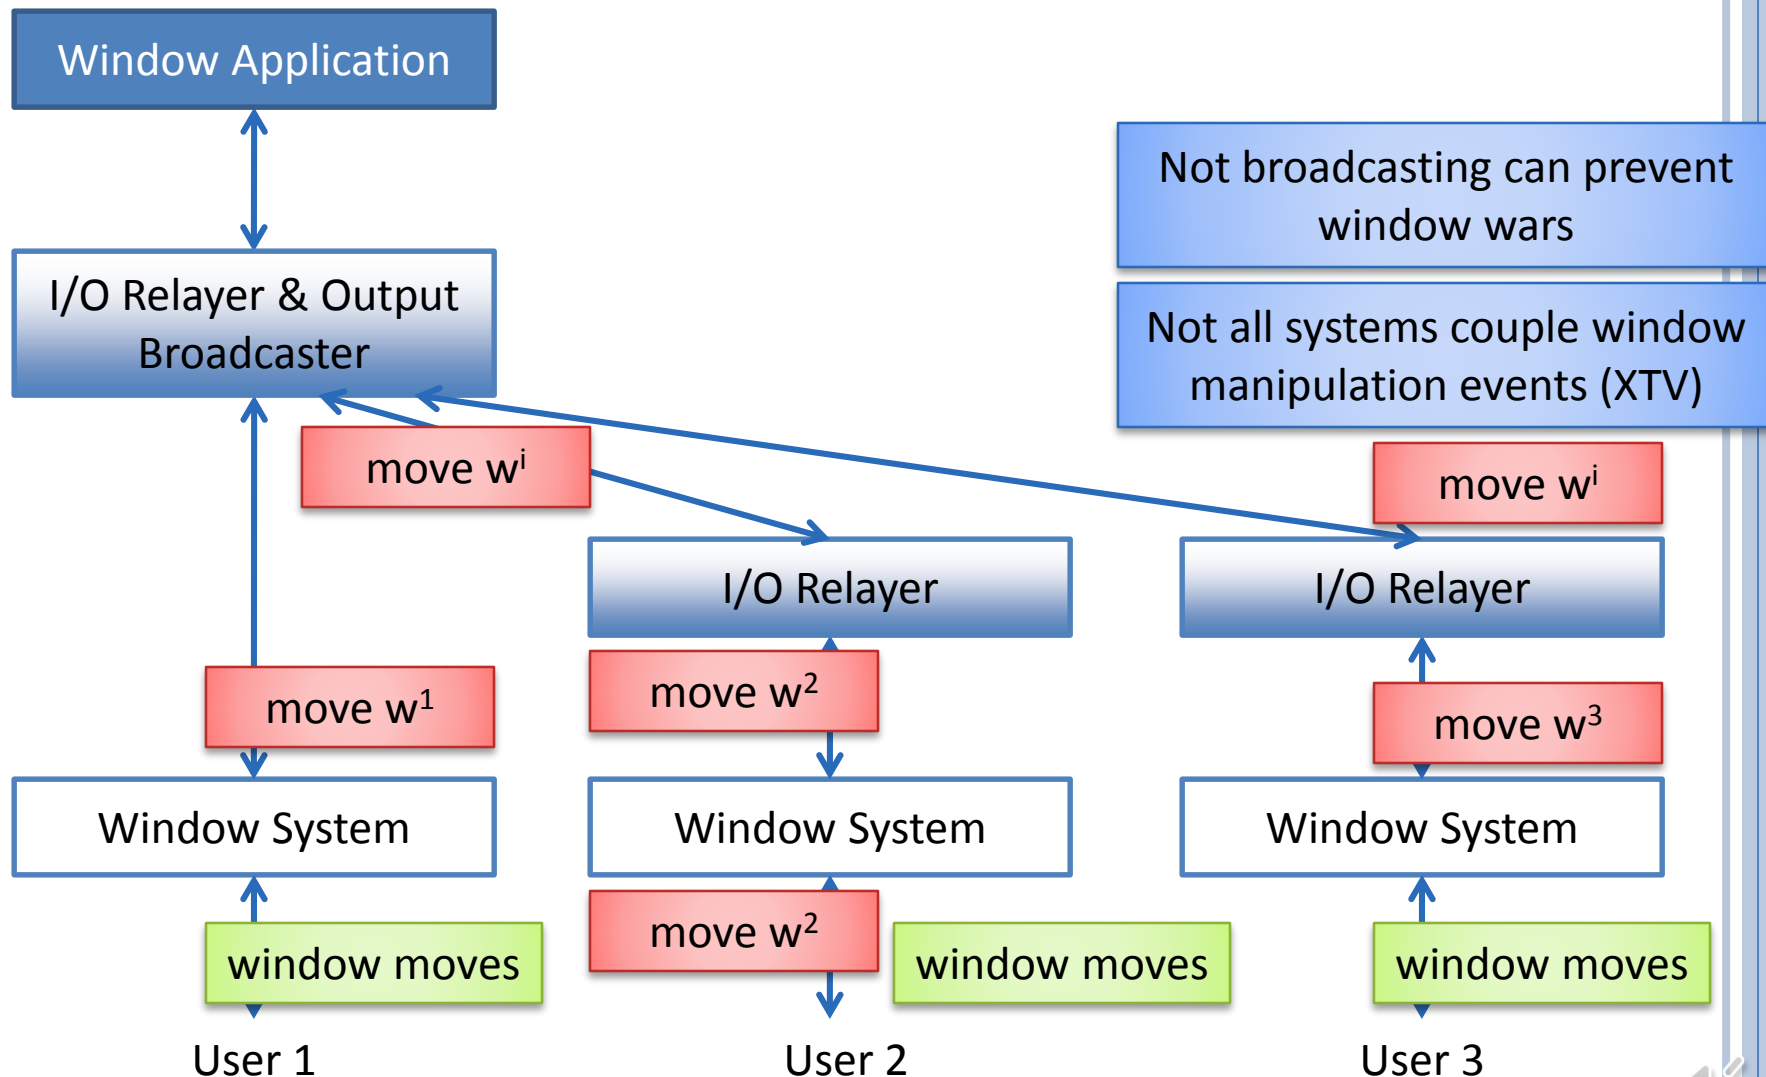 Window Application
Not broadcasting can prevent
window wars
I/O Relayer & Output
Broadcaster
Not all systems couple window
manipulation events (XTV)
move wⁱ
move wⁱ
I/O Relayer
I/O Relayer
move w¹
move w²
move w³
Window System
Window System
Window System
window moves
move w²
window moves
window moves
User 1
User 2
User 3